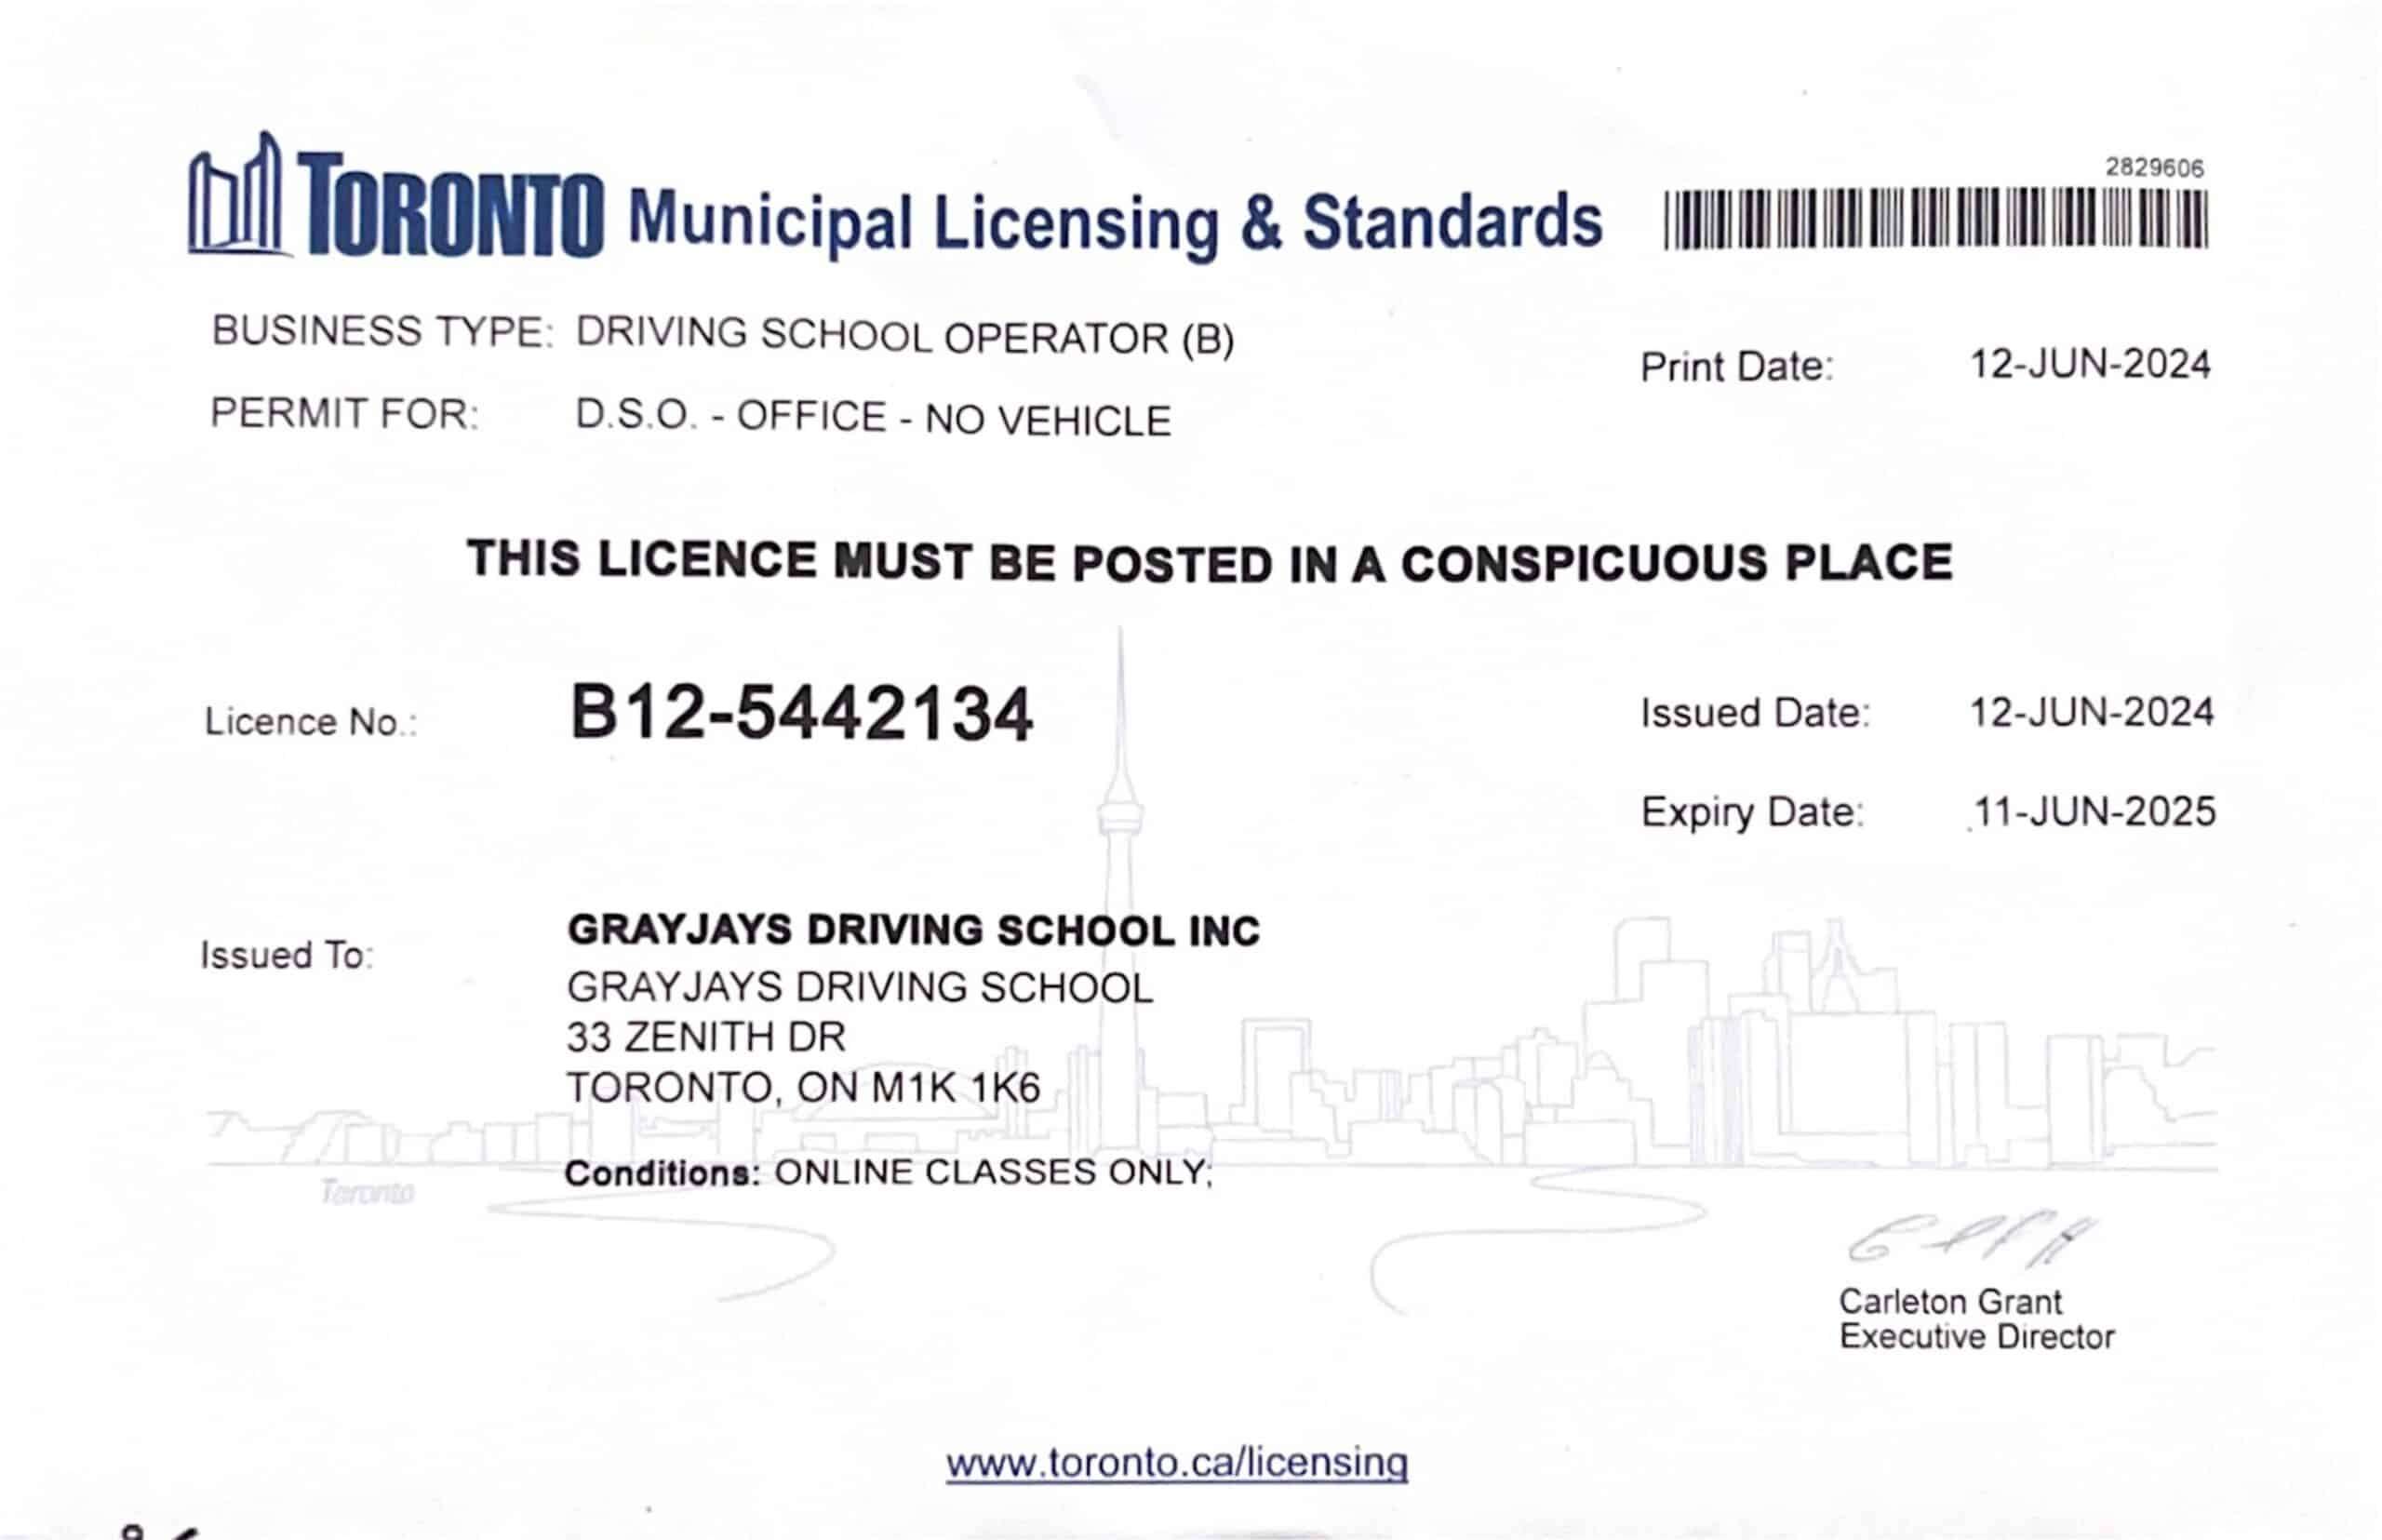 TORONTO Municipal Licensing & Standards
2829606
BUSINESS TYPE: DRIVING SCHOOL OPERATOR (B)
PERMIT FOR: D.S.O. - OFFICE - NO VEHICLE
Print Date: 12-JUN-2024
THIS LICENCE MUST BE POSTED IN A CONSPICUOUS PLACE
Licence No.: B12-5442134
Issued Date: 12-JUN-2024
Expiry Date: 11-JUN-2025
Issued To: GRAYJAYS DRIVING SCHOOL INC
GRAYJAYS DRIVING SCHOOL
33 ZENITH DR
TORONTO, ON M1K 1K6
Conditions: ONLINE CLASSES ONLY;
Toronto
Carleton Grant
Executive Director
www.toronto.ca/licensing